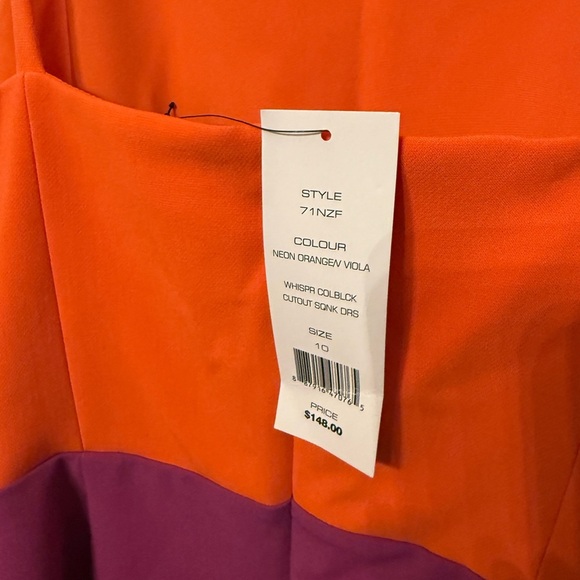 STYLE
71NZF
COLOUR
NEON ORANGE/V VIOLA
WHISPR COLBLCK
CUTOUT SQNK DRS
SIZE
10
PRICE
$148.00